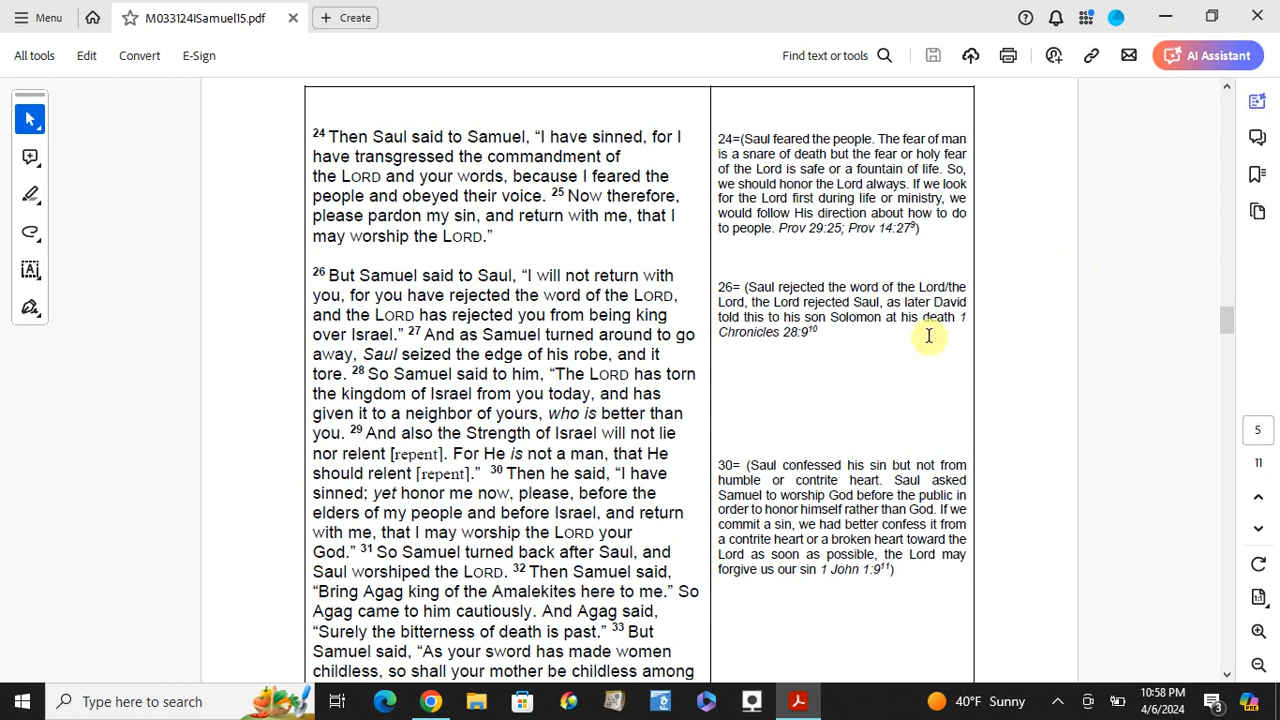 Menu
M033124ISamuel15.pdf
Create
All tools
Edit
Convert
E-Sign
Find text or tools
AI Assistant
24 Then Saul said to Samuel, “I have sinned, for I
have transgressed the commandment of
the LORD and your words, because I feared the
people and obeyed their voice. 25 Now therefore,
please pardon my sin, and return with me, that I
may worship the LORD.”
26 But Samuel said to Saul, “I will not return with
you, for you have rejected the word of the LORD,
and the LORD has rejected you from being king
over Israel.” 27 And as Samuel turned around to go
away, Saul seized the edge of his robe, and it
tore. 28 So Samuel said to him, “The LORD has torn
the kingdom of Israel from you today, and has
given it to a neighbor of yours, who is better than
you. 29 And also the Strength of Israel will not lie
nor relent [repent]. For He is not a man, that He
should relent [repent].” 30 Then he said, “I have
sinned; yet honor me now, please, before the
elders of my people and before Israel, and return
with me, that I may worship the LORD your
God.” 31 So Samuel turned back after Saul, and
Saul worshiped the LORD. 32 Then Samuel said,
“Bring Agag king of the Amalekites here to me.” So
Agag came to him cautiously. And Agag said,
“Surely the bitterness of death is past.” 33 But
Samuel said, “As your sword has made women
childless, so shall your mother be childless among
24=(Saul feared the people. The fear of man
is a snare of death but the fear or holy fear
of the Lord is safe or a fountain of life. So,
we should honor the Lord always. If we look
for the Lord first during life or ministry, we
would follow His direction about how to do
to people. Prov 29:25; Prov 14:27⁹)
26= (Saul rejected the word of the Lord/the
Lord, the Lord rejected Saul, as later David
told this to his son Solomon at his death 1
Chronicles 28:9¹⁰
30= (Saul confessed his sin but not from
humble or contrite heart. Saul asked
Samuel to worship God before the public in
order to honor himself rather than God. If we
commit a sin, we had better confess it from
a contrite heart or a broken heart toward the
Lord as soon as possible, the Lord may
forgive us our sin 1 John 1:9¹¹)
5
11
1:1
Type here to search
40°F Sunny
10:58 PM
4/6/2024
3
PRE